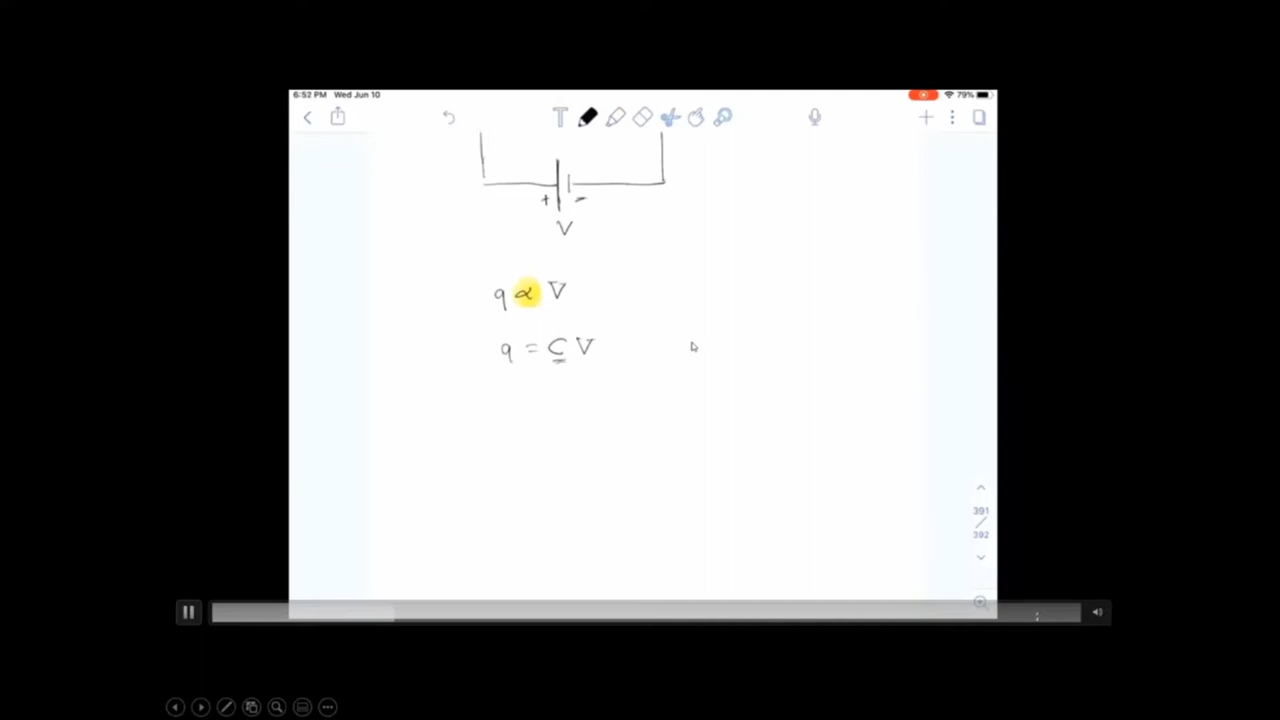 6:52 PM Wed Jun 10
79%
T
+ −
V
q ∝ V
q = C V
391
/
392